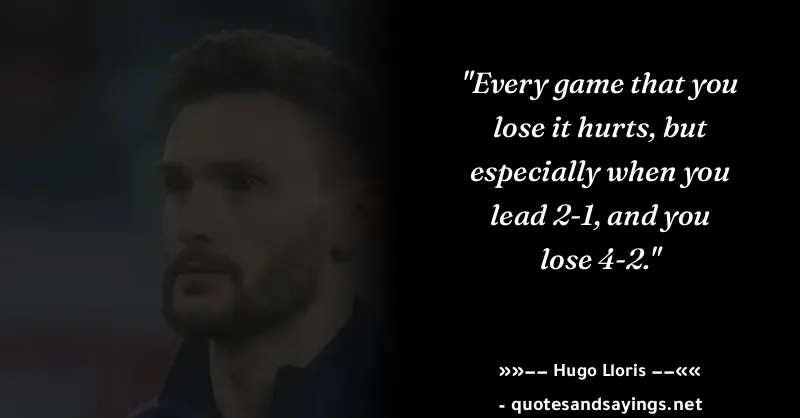 "Every game that you
lose it hurts, but
especially when you
lead 2-1, and you
lose 4-2."
»»−− Hugo Lloris −−««
- quotesandsayings.net